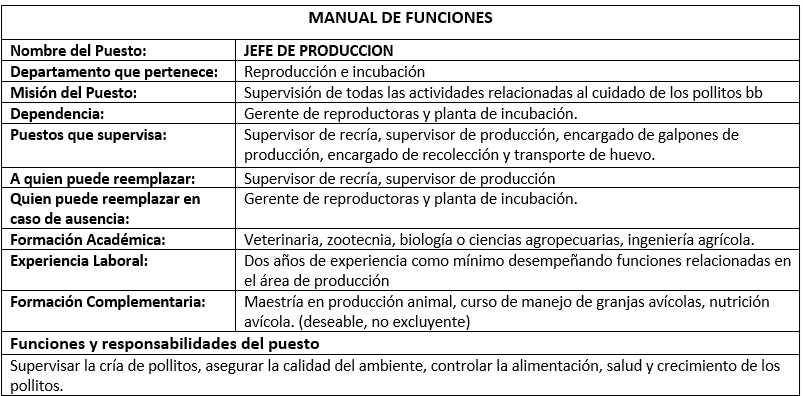 MANUAL DE FUNCIONES
Nombre del Puesto: JEFE DE PRODUCCION
Departamento que pertenece: Reproducción e incubación
Misión del Puesto: Supervisión de todas las actividades relacionadas al cuidado de los pollitos bb
Dependencia: Gerente de reproductoras y planta de incubación.
Puestos que supervisa: Supervisor de recría, supervisor de producción, encargado de galpones de
producción, encargado de recolección y transporte de huevo.
A quien puede reemplazar: Supervisor de recría, supervisor de producción
Quien puede reemplazar en Gerente de reproductoras y planta de incubación.
caso de ausencia:
Formación Académica: Veterinaria, zootecnia, biología o ciencias agropecuarias, ingeniería agrícola.
Experiencia Laboral: Dos años de experiencia como mínimo desempeñando funciones relacionadas en
el área de producción
Formación Complementaria: Maestría en producción animal, curso de manejo de granjas avícolas, nutrición
avícola. (deseable, no excluyente)
Funciones y responsabilidades del puesto
Supervisar la cría de pollitos, asegurar la calidad del ambiente, controlar la alimentación, salud y crecimiento de los
pollitos.